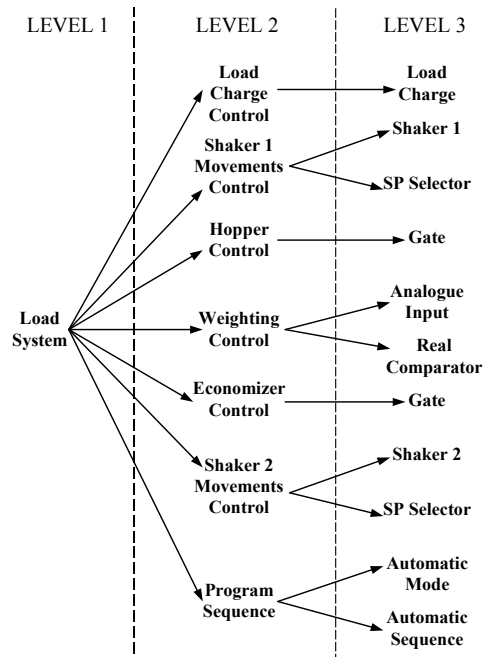 LEVEL 1
LEVEL 2
LEVEL 3
Load
System
Load
Charge
Control
Shaker 1
Movements
Control
Hopper
Control
Weighting
Control
Economizer
Control
Shaker 2
Movements
Control
Program
Sequence
Load
Charge
Shaker 1
SP Selector
Gate
Analogue
Input
Real
Comparator
Gate
Shaker 2
SP Selector
Automatic
Mode
Automatic
Sequence